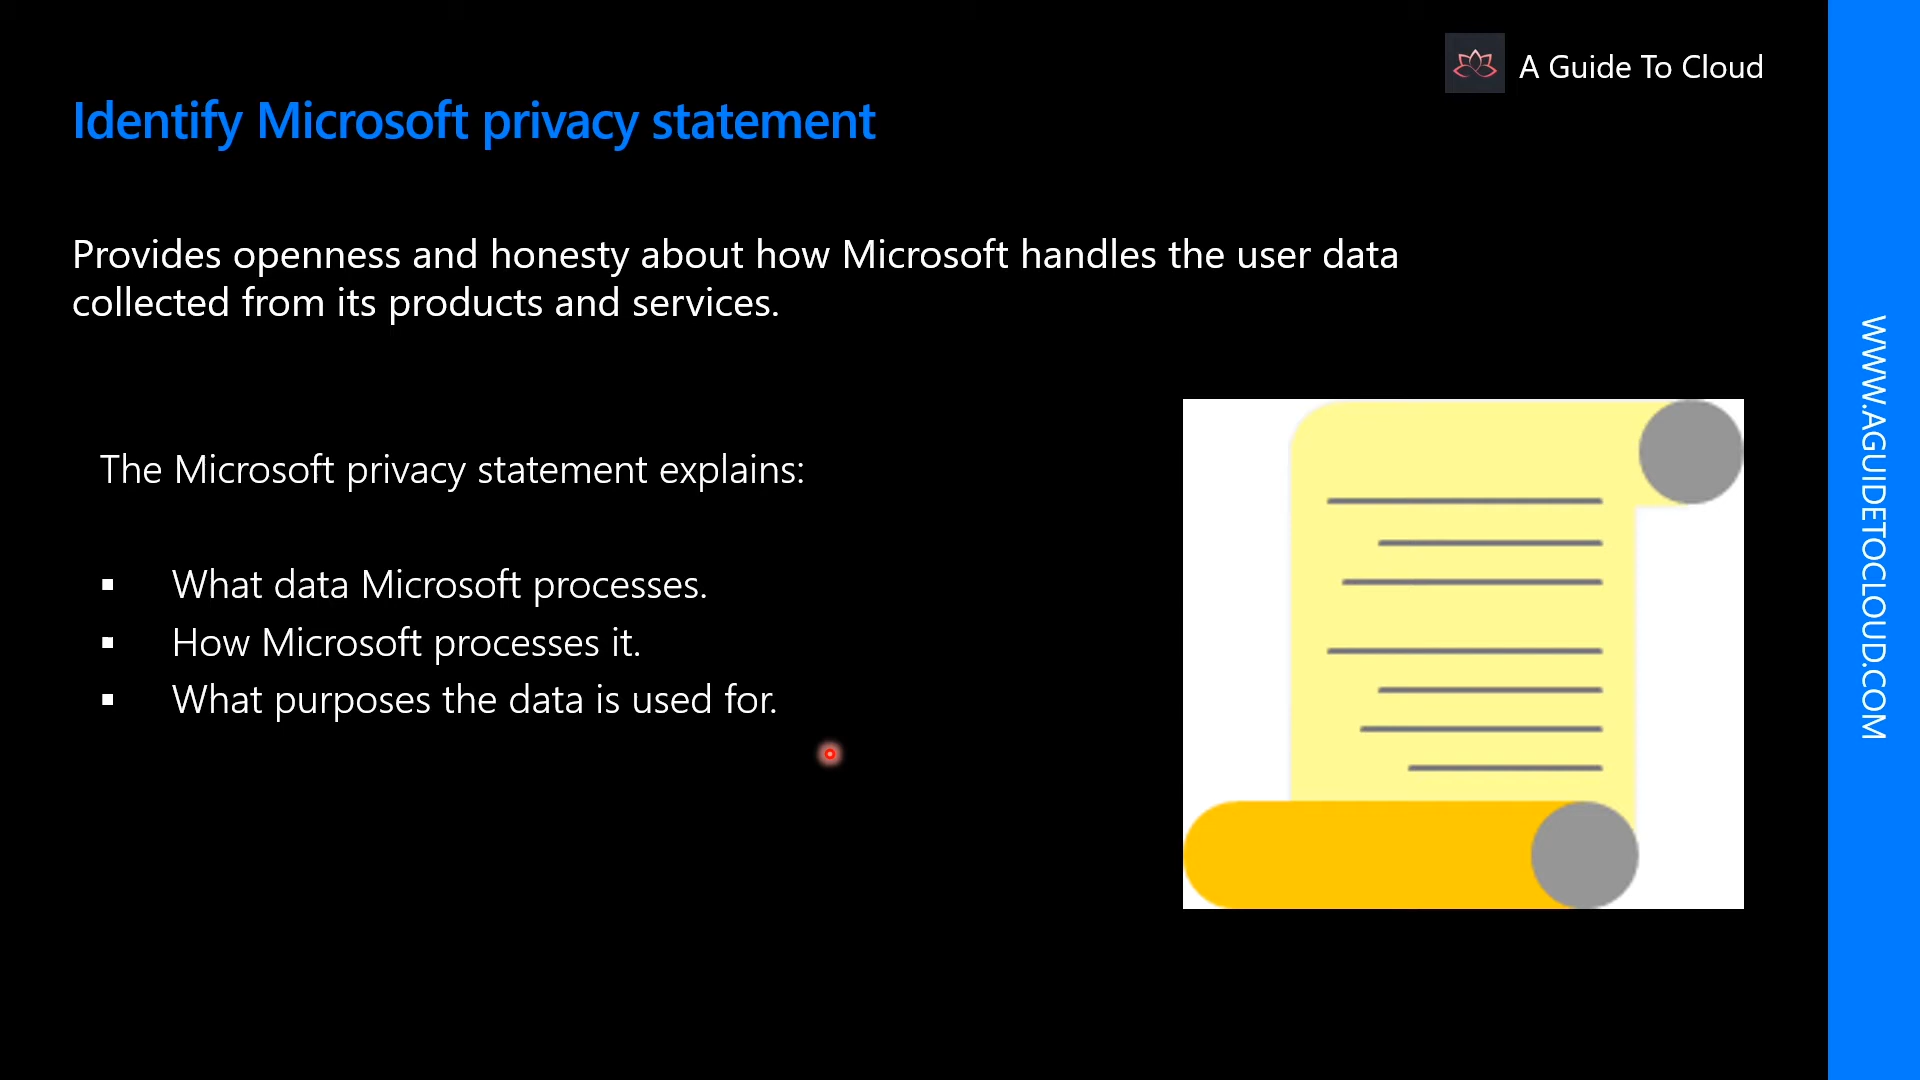 A Guide To Cloud
Identify Microsoft privacy statement
Provides openness and honesty about how Microsoft handles the user data
collected from its products and services.
The Microsoft privacy statement explains:
▪ What data Microsoft processes.
▪ How Microsoft processes it.
▪ What purposes the data is used for.
WWW.AGUIDETOCLOUD.COM